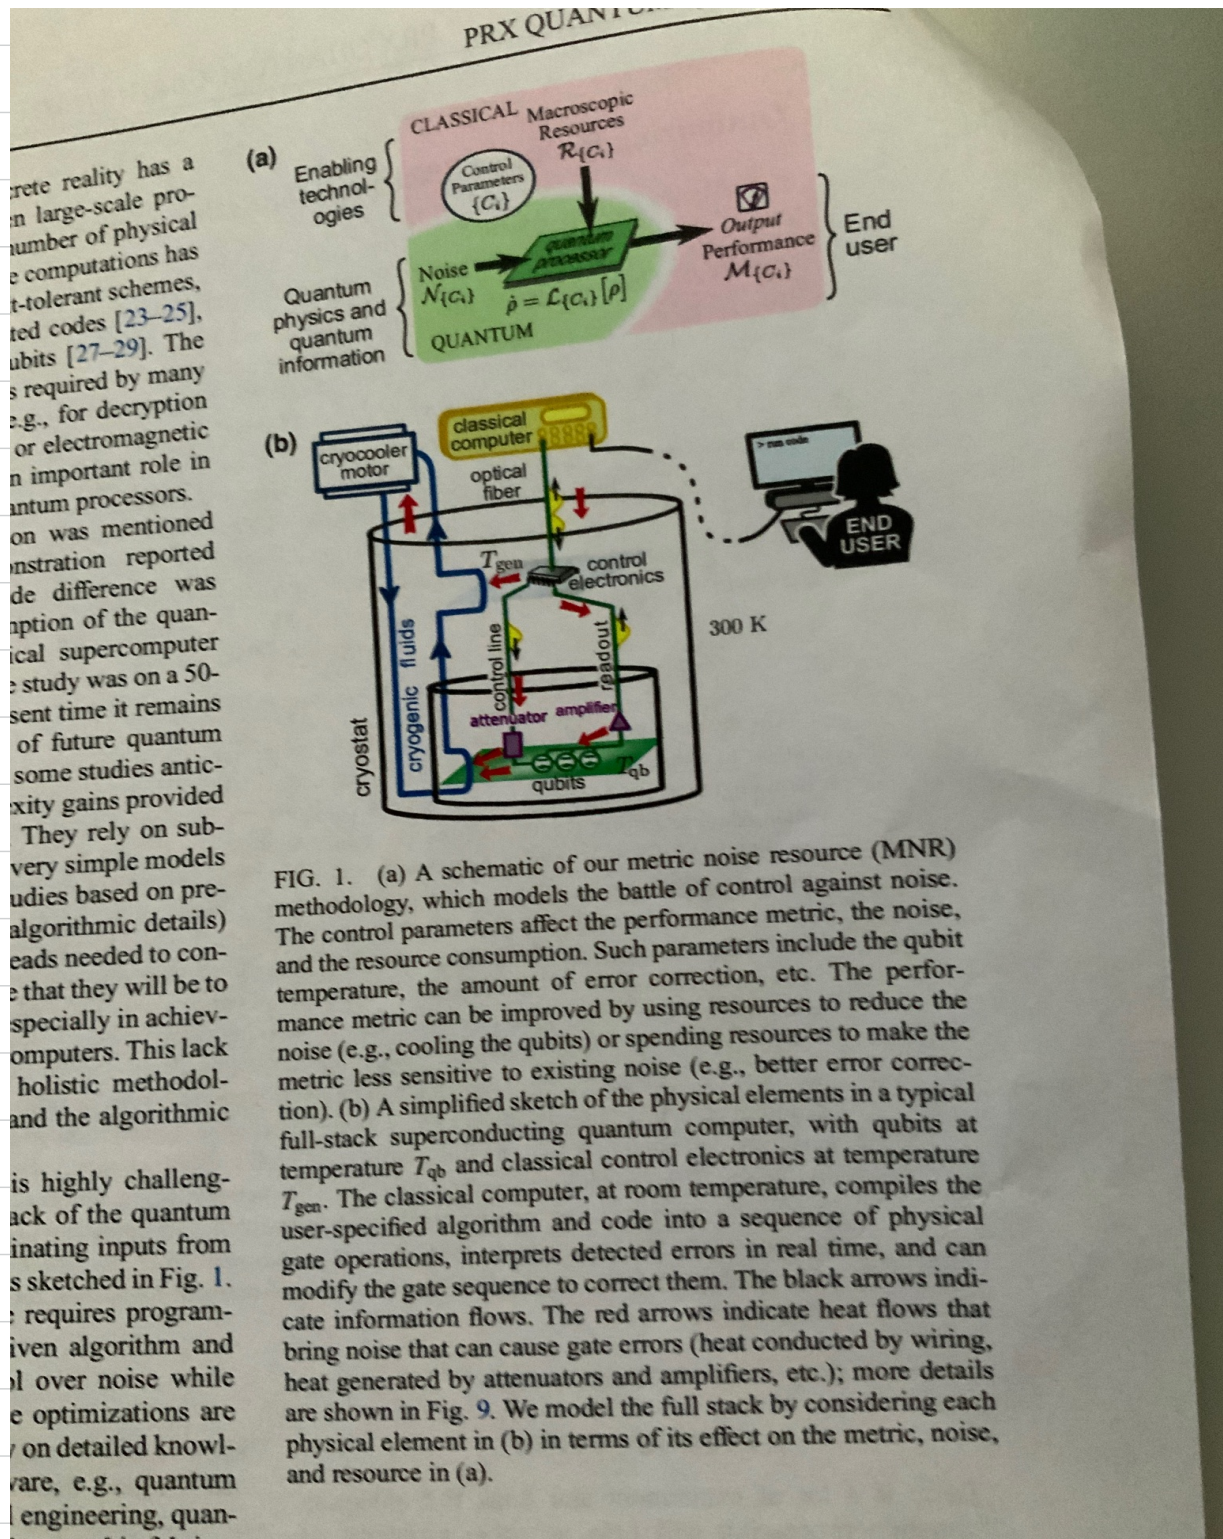 PRX QUANTU
crete reality has a
en large-scale pro-
number of physical
e computations has
t-tolerant schemes,
ted codes [23–25],
ubits [27–29]. The
s required by many
e.g., for decryption
or electromagnetic
n important role in
antum processors.
on was mentioned
onstration reported
de difference was
mption of the quan-
ical supercomputer
e study was on a 50-
sent time it remains
of future quantum
some studies antic-
xity gains provided
They rely on sub-
very simple models
udies based on pre-
algorithmic details)
eads needed to con-
e that they will be to
specially in achiev-
omputers. This lack
holistic methodol-
and the algorithmic
is highly challeng-
ack of the quantum
inating inputs from
s sketched in Fig. 1.
requires program-
iven algorithm and
ol over noise while
e optimizations are
on detailed knowl-
ware, e.g., quantum
engineering, quan-
(a)
Enabling
technol-
ogies
CLASSICAL
Macroscopic
Resources
R{Cᵢ}
Control
Parameters
{Cᵢ}
quantum
processor
Output
Performance
M{Cᵢ}
End
user
Quantum
physics and
quantum
information
Noise
N{Cᵢ}
ρ̇ = L{Cᵢ}[ρ]
QUANTUM
(b)
cryocooler
motor
classical
computer
optical
fiber
> run code
END
USER
Tgen
control
electronics
300 K
cryostat
cryogenic fluids
control line
readout
attenuator
amplifier
Tqb
qubits
FIG. 1. (a) A schematic of our metric noise resource (MNR)
methodology, which models the battle of control against noise.
The control parameters affect the performance metric, the noise,
and the resource consumption. Such parameters include the qubit
temperature, the amount of error correction, etc. The perfor-
mance metric can be improved by using resources to reduce the
noise (e.g., cooling the qubits) or spending resources to make the
metric less sensitive to existing noise (e.g., better error correc-
tion). (b) A simplified sketch of the physical elements in a typical
full-stack superconducting quantum computer, with qubits at
temperature Tqb and classical control electronics at temperature
Tgen. The classical computer, at room temperature, compiles the
user-specified algorithm and code into a sequence of physical
gate operations, interprets detected errors in real time, and can
modify the gate sequence to correct them. The black arrows indi-
cate information flows. The red arrows indicate heat flows that
bring noise that can cause gate errors (heat conducted by wiring,
heat generated by attenuators and amplifiers, etc.); more details
are shown in Fig. 9. We model the full stack by considering each
physical element in (b) in terms of its effect on the metric, noise,
and resource in (a).